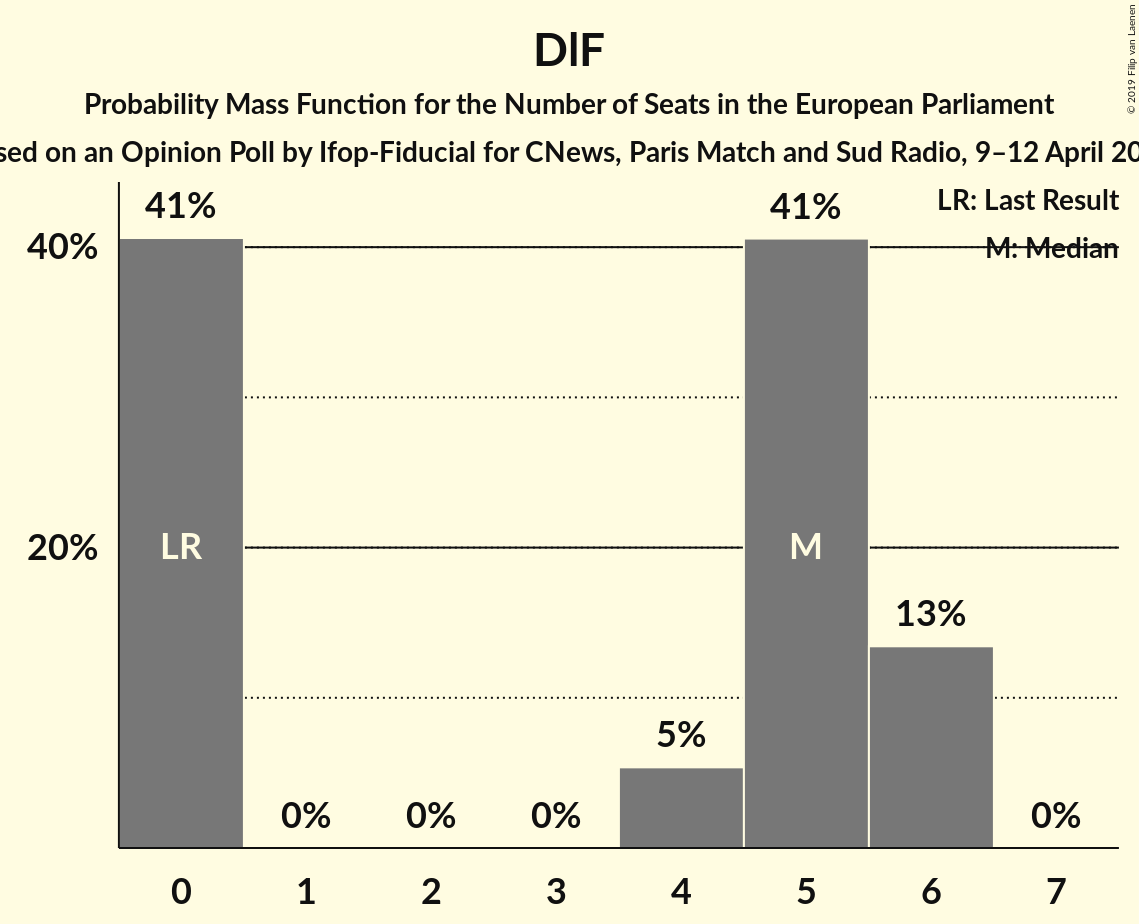 DlF
Probability Mass Function for the Number of Seats in the European Parliament
sed on an Opinion Poll by Ifop-Fiducial for CNews, Paris Match and Sud Radio, 9–12 April 20
© 2019 Filip van Laenen
LR: Last Result
M: Median
41% 0% 0% 0% 5% 41% 13% 0%
40%
20%
LR M
0 1 2 3 4 5 6 7